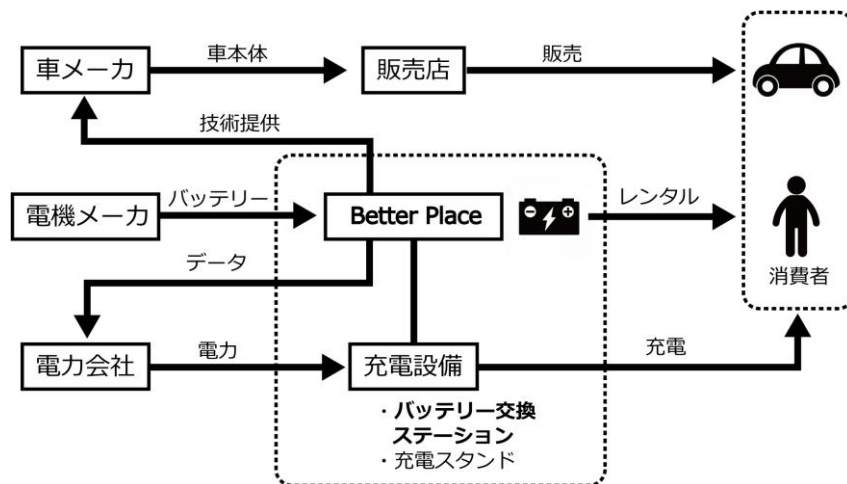 車メーカ
車本体
販売店
販売
技術提供
電機メーカ
バッテリー
Better Place
レンタル
消費者
データ
電力会社
電力
充電設備
充電
・バッテリー交換
ステーション
・充電スタンド